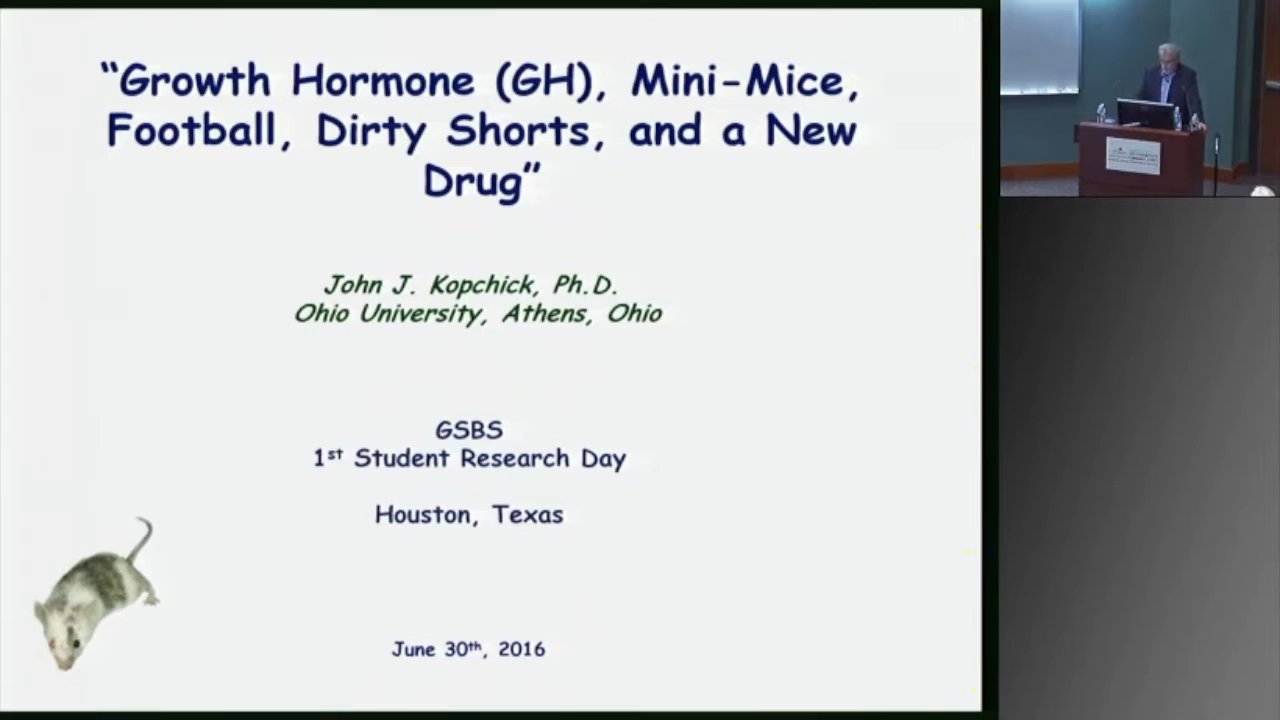 “Growth Hormone (GH), Mini-Mice,
Football, Dirty Shorts, and a New
Drug”
John J. Kopchick, Ph.D.
Ohio University, Athens, Ohio
GSBS
1st Student Research Day
Houston, Texas
June 30th, 2016